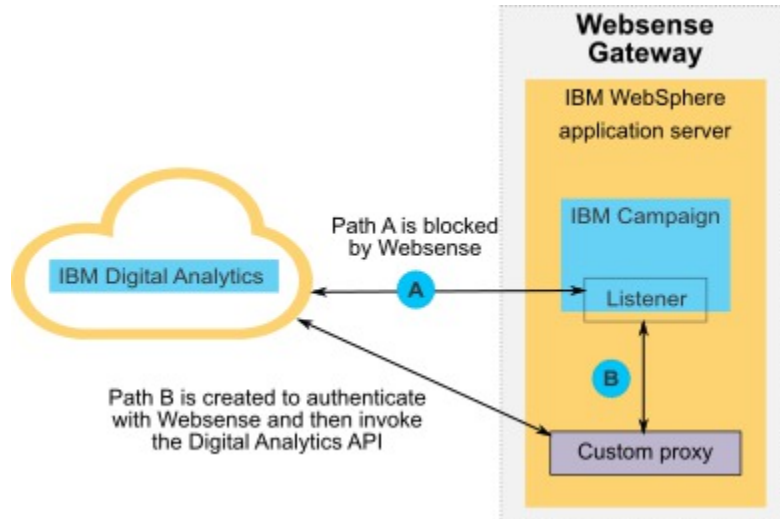 Websense
Gateway
IBM WebSphere
application server
IBM Campaign
Path A is blocked
by Websense
IBM Digital Analytics
A
Listener
B
Path B is created to authenticate
with Websense and then invoke
the Digital Analytics API
Custom proxy